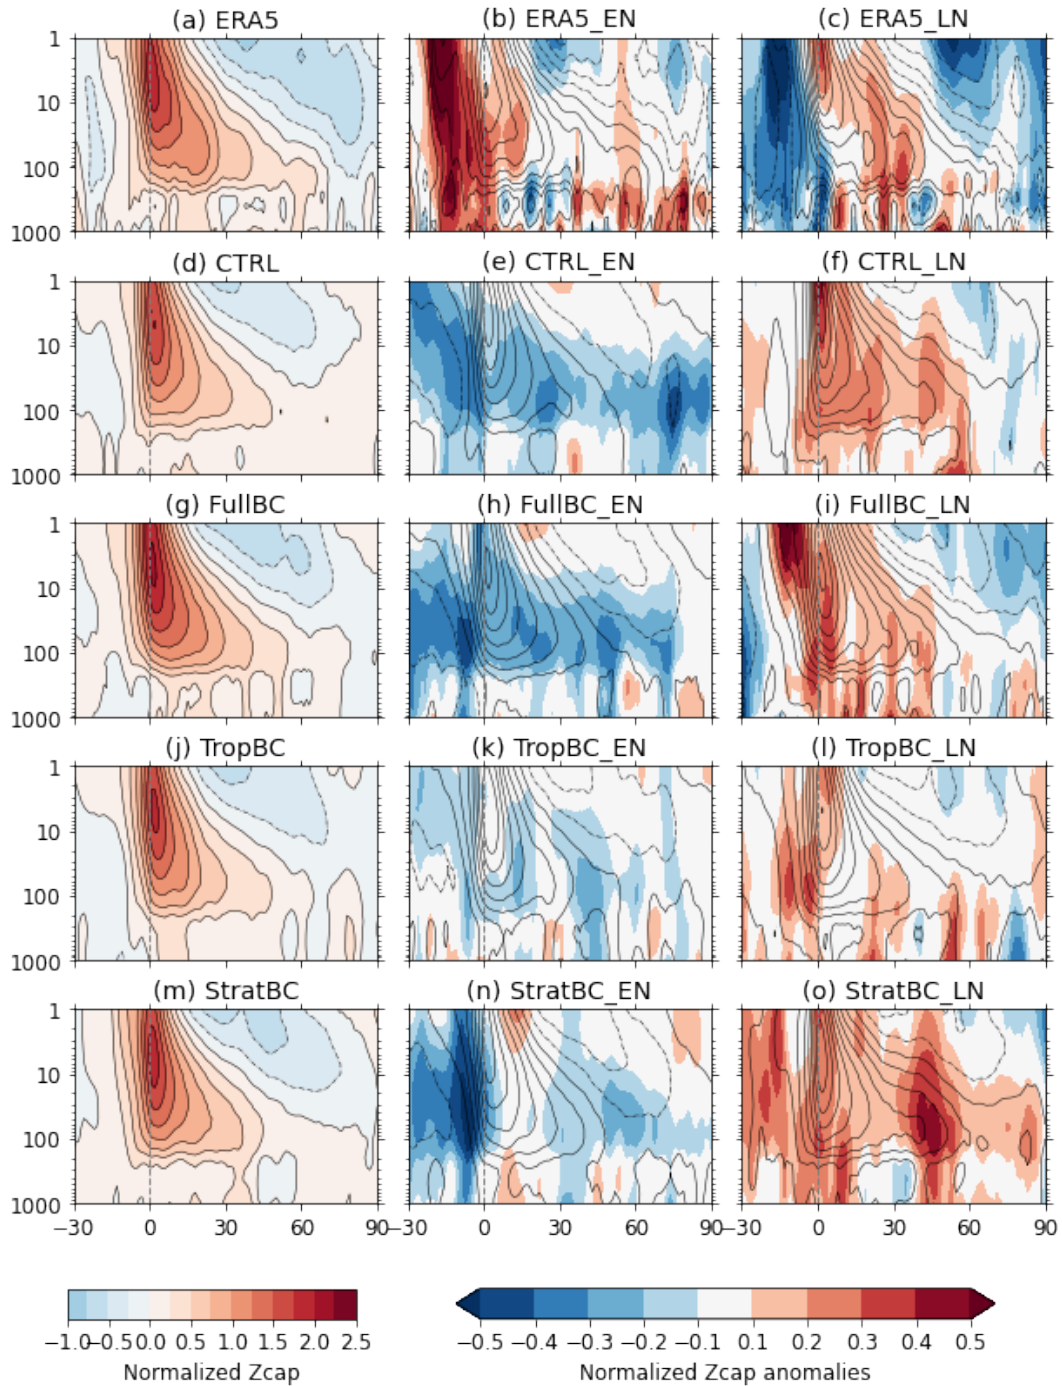 (a) ERA5 (b) ERA5_EN (c) ERA5_LN
1
10
100
1000
(d) CTRL (e) CTRL_EN (f) CTRL_LN
1
10
100
1000
(g) FullBC (h) FullBC_EN (i) FullBC_LN
1
10
100
1000
(j) TropBC (k) TropBC_EN (l) TropBC_LN
1
10
100
1000
(m) StratBC (n) StratBC_EN (o) StratBC_LN
1
10
100
1000
−30 0 30 60 90 −30 0 30 60 90 −30 0 30 60 90
−1.0 −0.5 0.0 0.5 1.0 1.5 2.0 2.5 −0.5 −0.4 −0.3 −0.2 −0.1 0.1 0.2 0.3 0.4 0.5
Normalized Zcap Normalized Zcap anomalies